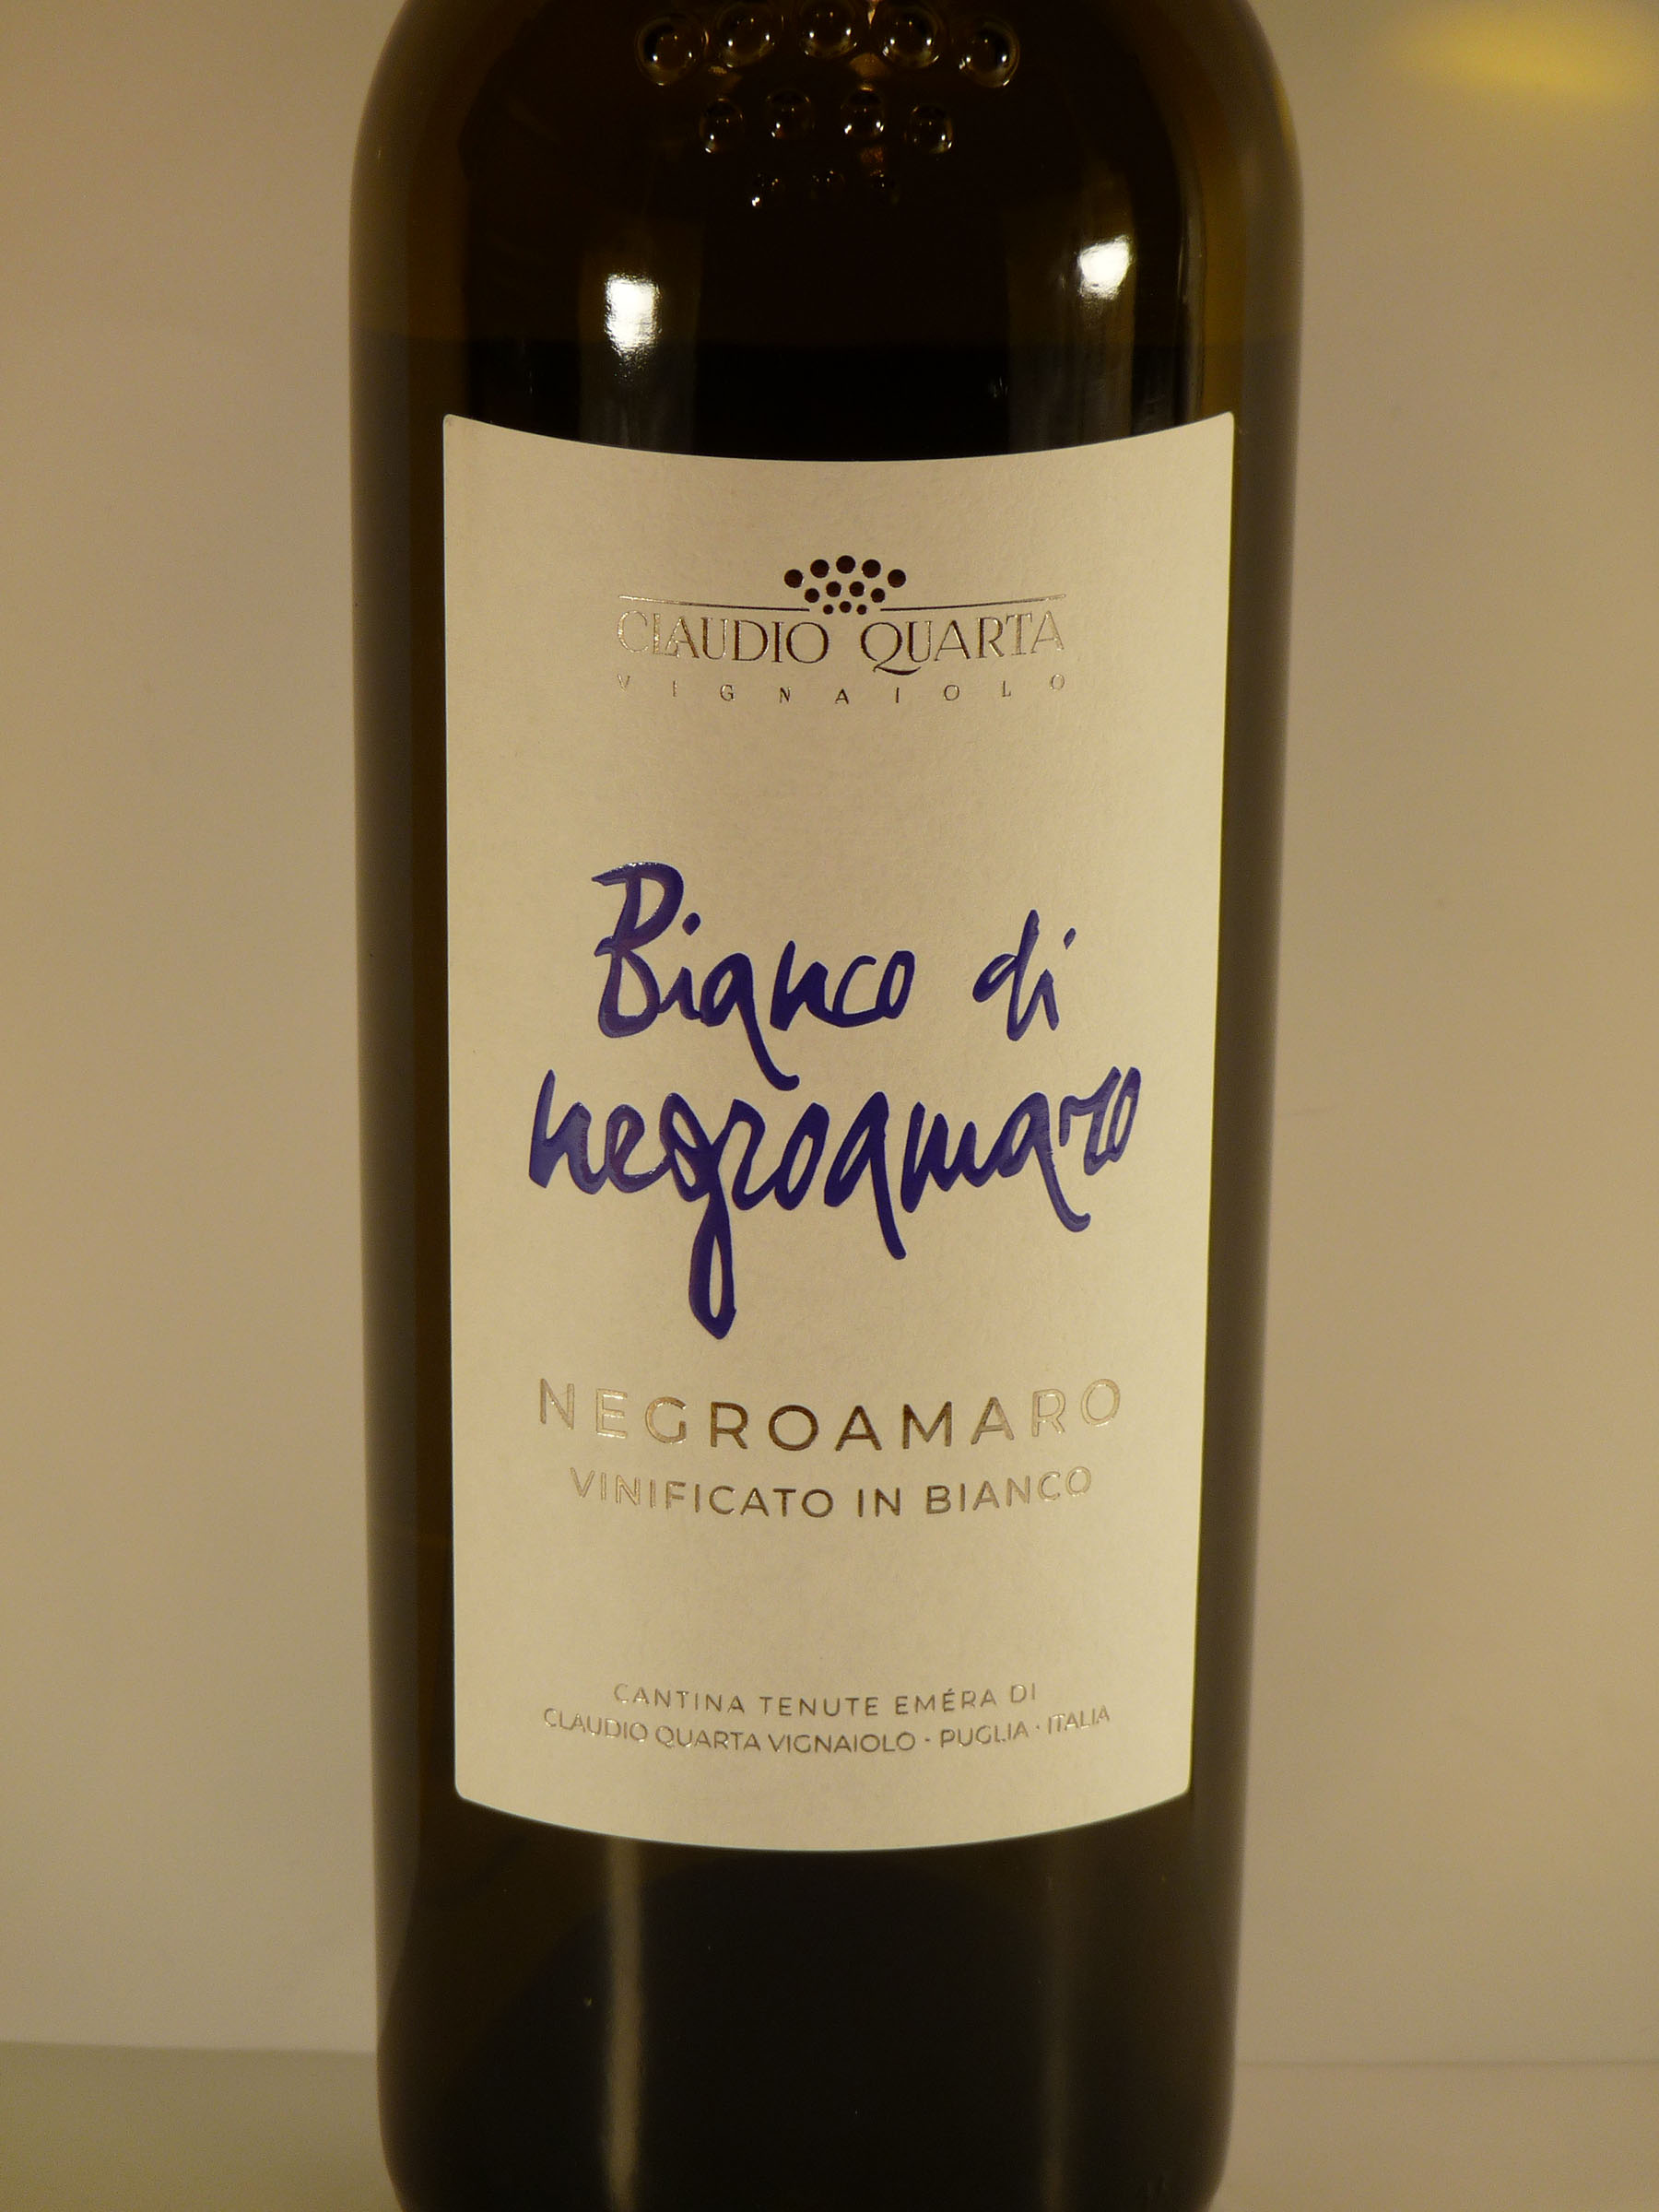 CLAUDIO QUARTA
VIGNAIOLO
Bianco di
negroamaro
NEGROAMARO
VINIFICATO IN BIANCO
CANTINA TENUTE EMÉRA DI
CLAUDIO QUARTA VIGNAIOLO · PUGLIA · ITALIA